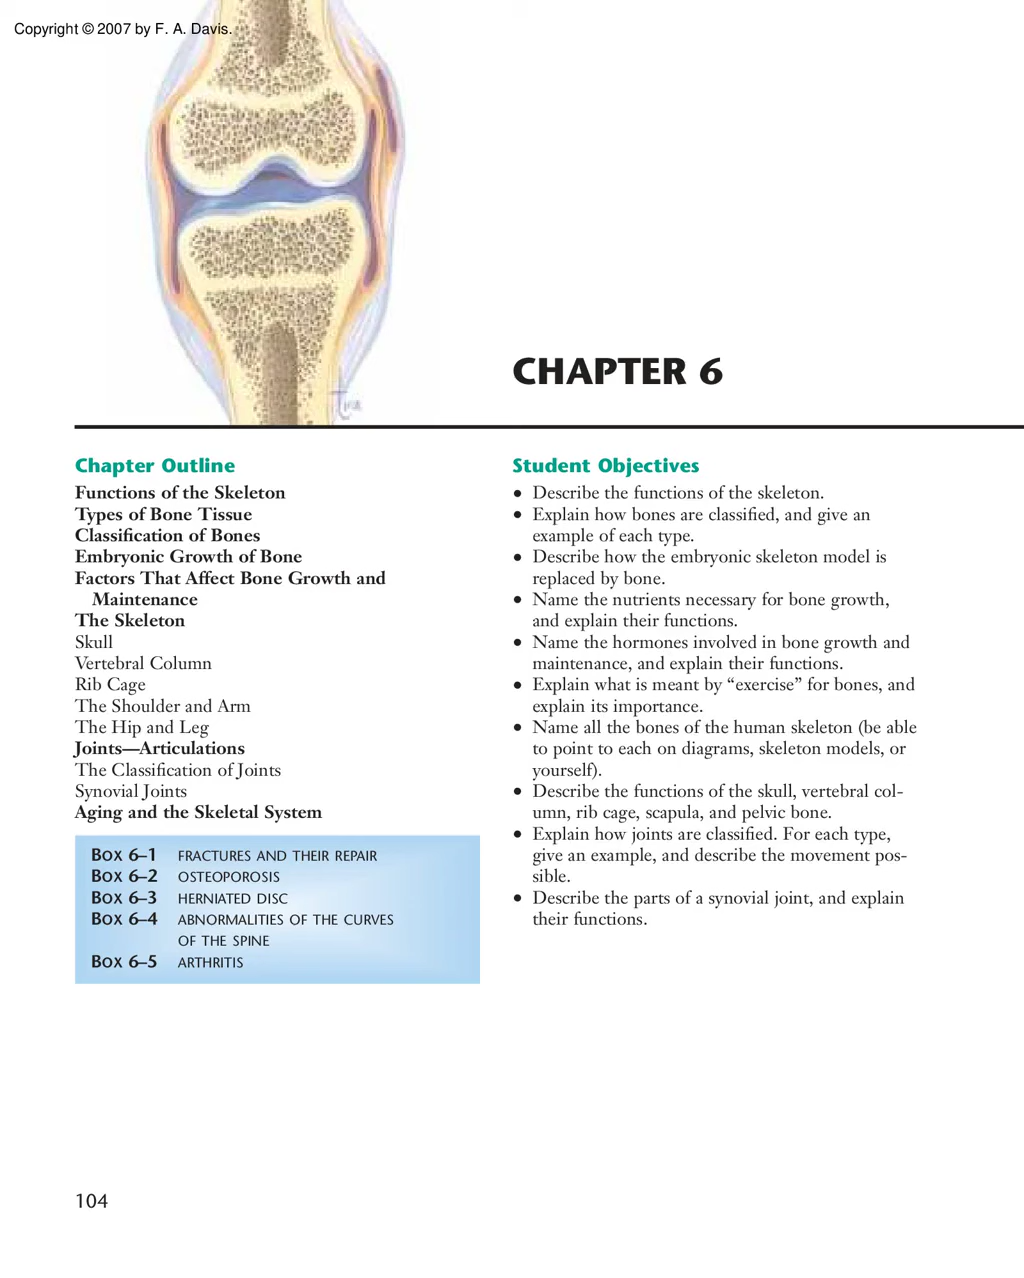 Copyright © 2007 by F. A. Davis.
CHAPTER 6
Chapter Outline
Functions of the Skeleton
Types of Bone Tissue
Classification of Bones
Embryonic Growth of Bone
Factors That Affect Bone Growth and
Maintenance
The Skeleton
Skull
Vertebral Column
Rib Cage
The Shoulder and Arm
The Hip and Leg
Joints—Articulations
The Classification of Joints
Synovial Joints
Aging and the Skeletal System
BOX 6–1 FRACTURES AND THEIR REPAIR
BOX 6–2 OSTEOPOROSIS
BOX 6–3 HERNIATED DISC
BOX 6–4 ABNORMALITIES OF THE CURVES
OF THE SPINE
BOX 6–5 ARTHRITIS
Student Objectives
• Describe the functions of the skeleton.
• Explain how bones are classified, and give an
example of each type.
• Describe how the embryonic skeleton model is
replaced by bone.
• Name the nutrients necessary for bone growth,
and explain their functions.
• Name the hormones involved in bone growth and
maintenance, and explain their functions.
• Explain what is meant by “exercise” for bones, and
explain its importance.
• Name all the bones of the human skeleton (be able
to point to each on diagrams, skeleton models, or
yourself).
• Describe the functions of the skull, vertebral col-
umn, rib cage, scapula, and pelvic bone.
• Explain how joints are classified. For each type,
give an example, and describe the movement pos-
sible.
• Describe the parts of a synovial joint, and explain
their functions.
104